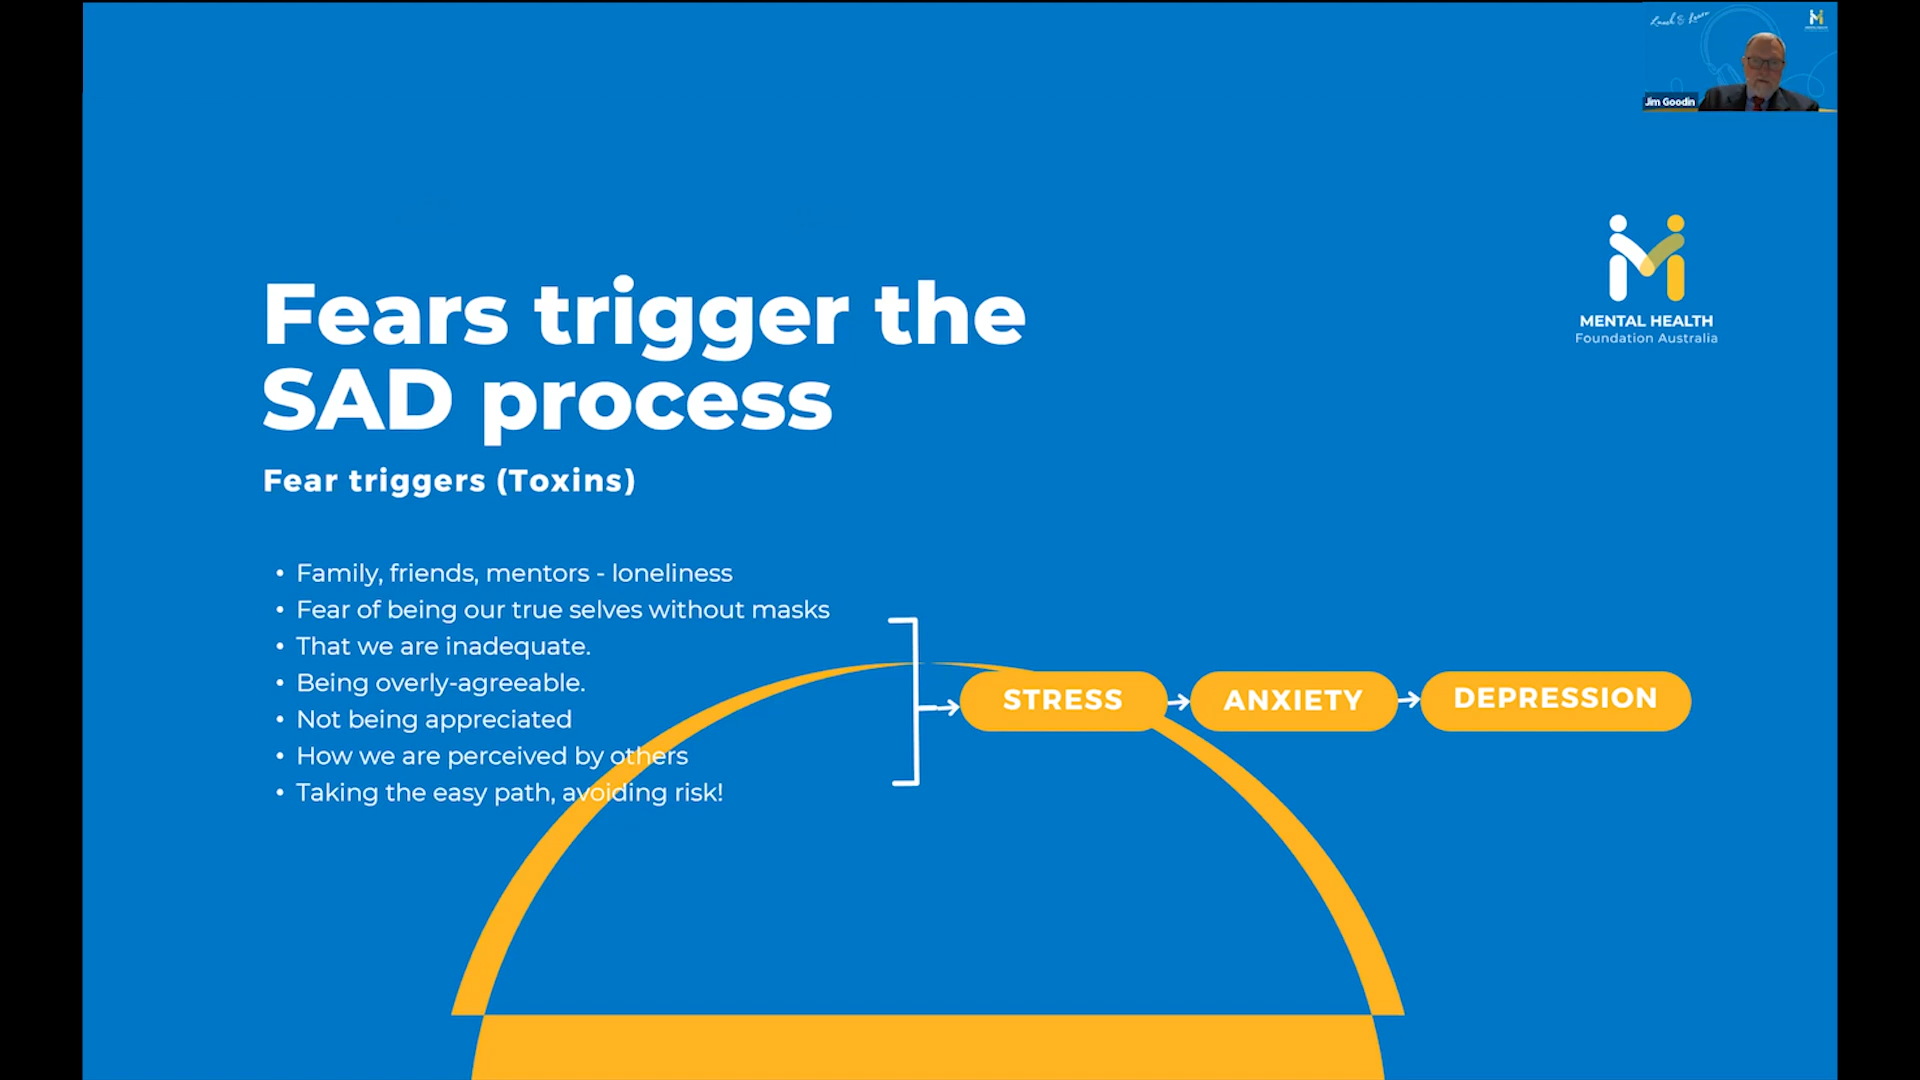 Lunch & Learn
Jim Goodin
MENTAL HEALTH
Foundation Australia
Fears trigger the
SAD process
Fear triggers (Toxins)
• Family, friends, mentors - loneliness
• Fear of being our true selves without masks
• That we are inadequate.
• Being overly-agreeable.
• Not being appreciated
• How we are perceived by others
• Taking the easy path, avoiding risk!
STRESS
ANXIETY
DEPRESSION